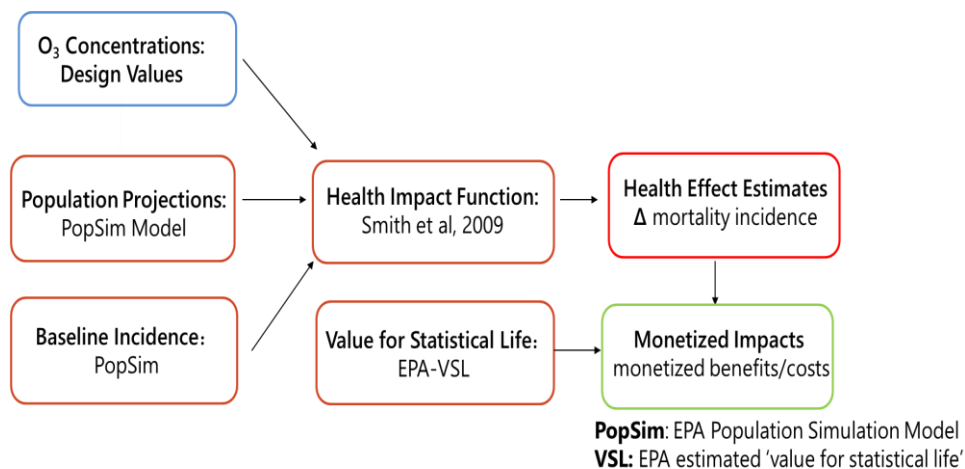 O₃ Concentrations:
Design Values
Population Projections:
PopSim Model
Health Impact Function:
Smith et al, 2009
Health Effect Estimates
Δ mortality incidence
Baseline Incidence:
PopSim
Value for Statistical Life:
EPA-VSL
Monetized Impacts
monetized benefits/costs
PopSim: EPA Population Simulation Model
VSL: EPA estimated ‘value for statistical life’